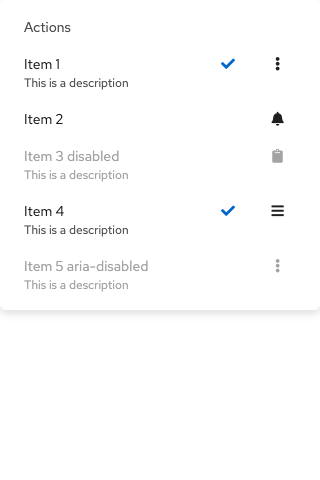 Actions
Item 1
This is a description
Item 2
Item 3 disabled
This is a description
Item 4
This is a description
Item 5 aria-disabled
This is a description